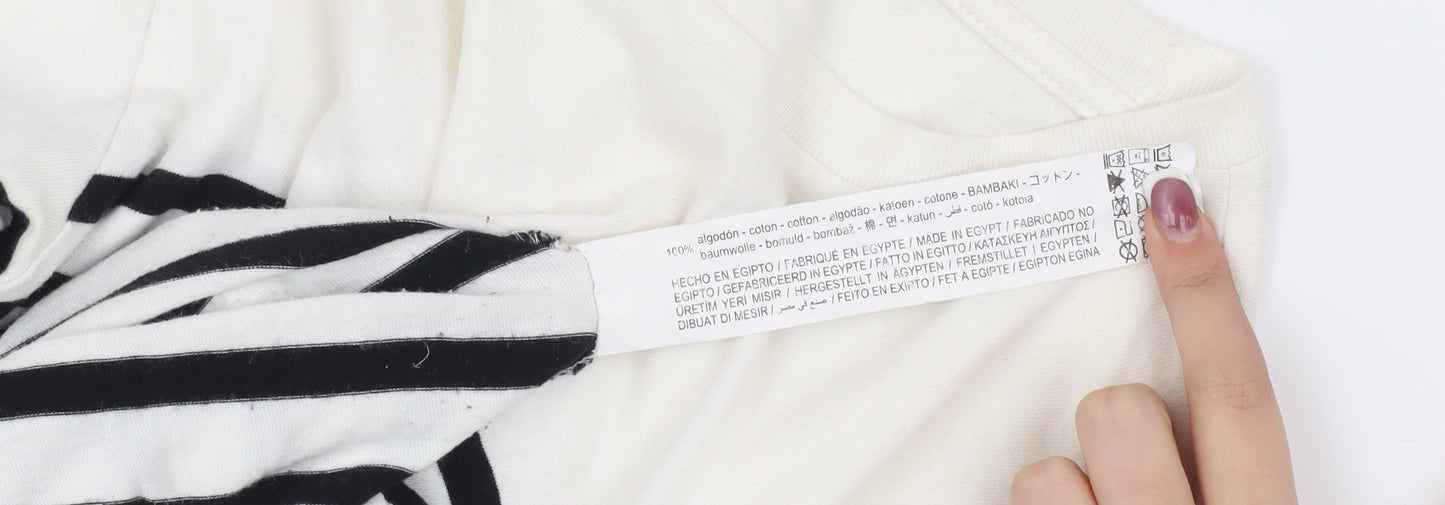 100% algodón - coton - cotton - algodão - katoen - cotone - BAMBAKI - コットン -
baumwolle - bomuld - bombaž - 棉 - 면 - katun - قطن - cotó - kotoia
HECHO EN EGIPTO / FABRIQUÉ EN ÉGYPTE / MADE IN EGYPT / FABRICADO NO
EGIPTO / GEFABRICEERD IN EGYPTE / FATTO IN EGITTO / ΚΑΤΑΣΚΕΥΗ ΑΙΓΥΠΤΟΣ /
ÜRETİM YERİ MISIR / HERGESTELLT IN ÄGYPTEN / FREMSTILLET I EGYPTEN /
DIBUAT DI MESIR / صنع في مصر / FEITO EN EXIPTO / FET A EGIPTE / EGIPTON EGINA